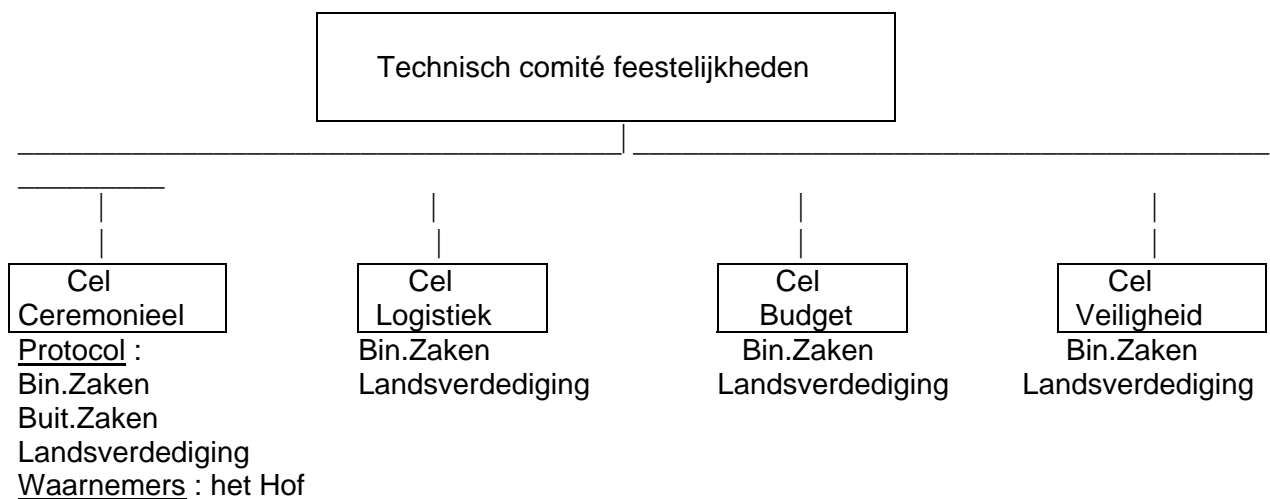 Technisch comité feestelijkheden
Cel
Ceremonieel
Protocol :
Bin.Zaken
Buit.Zaken
Landsverdediging
Waarnemers : het Hof
Cel
Logistiek
Bin.Zaken
Landsverdediging
Cel
Budget
Bin.Zaken
Landsverdediging
Cel
Veiligheid
Bin.Zaken
Landsverdediging